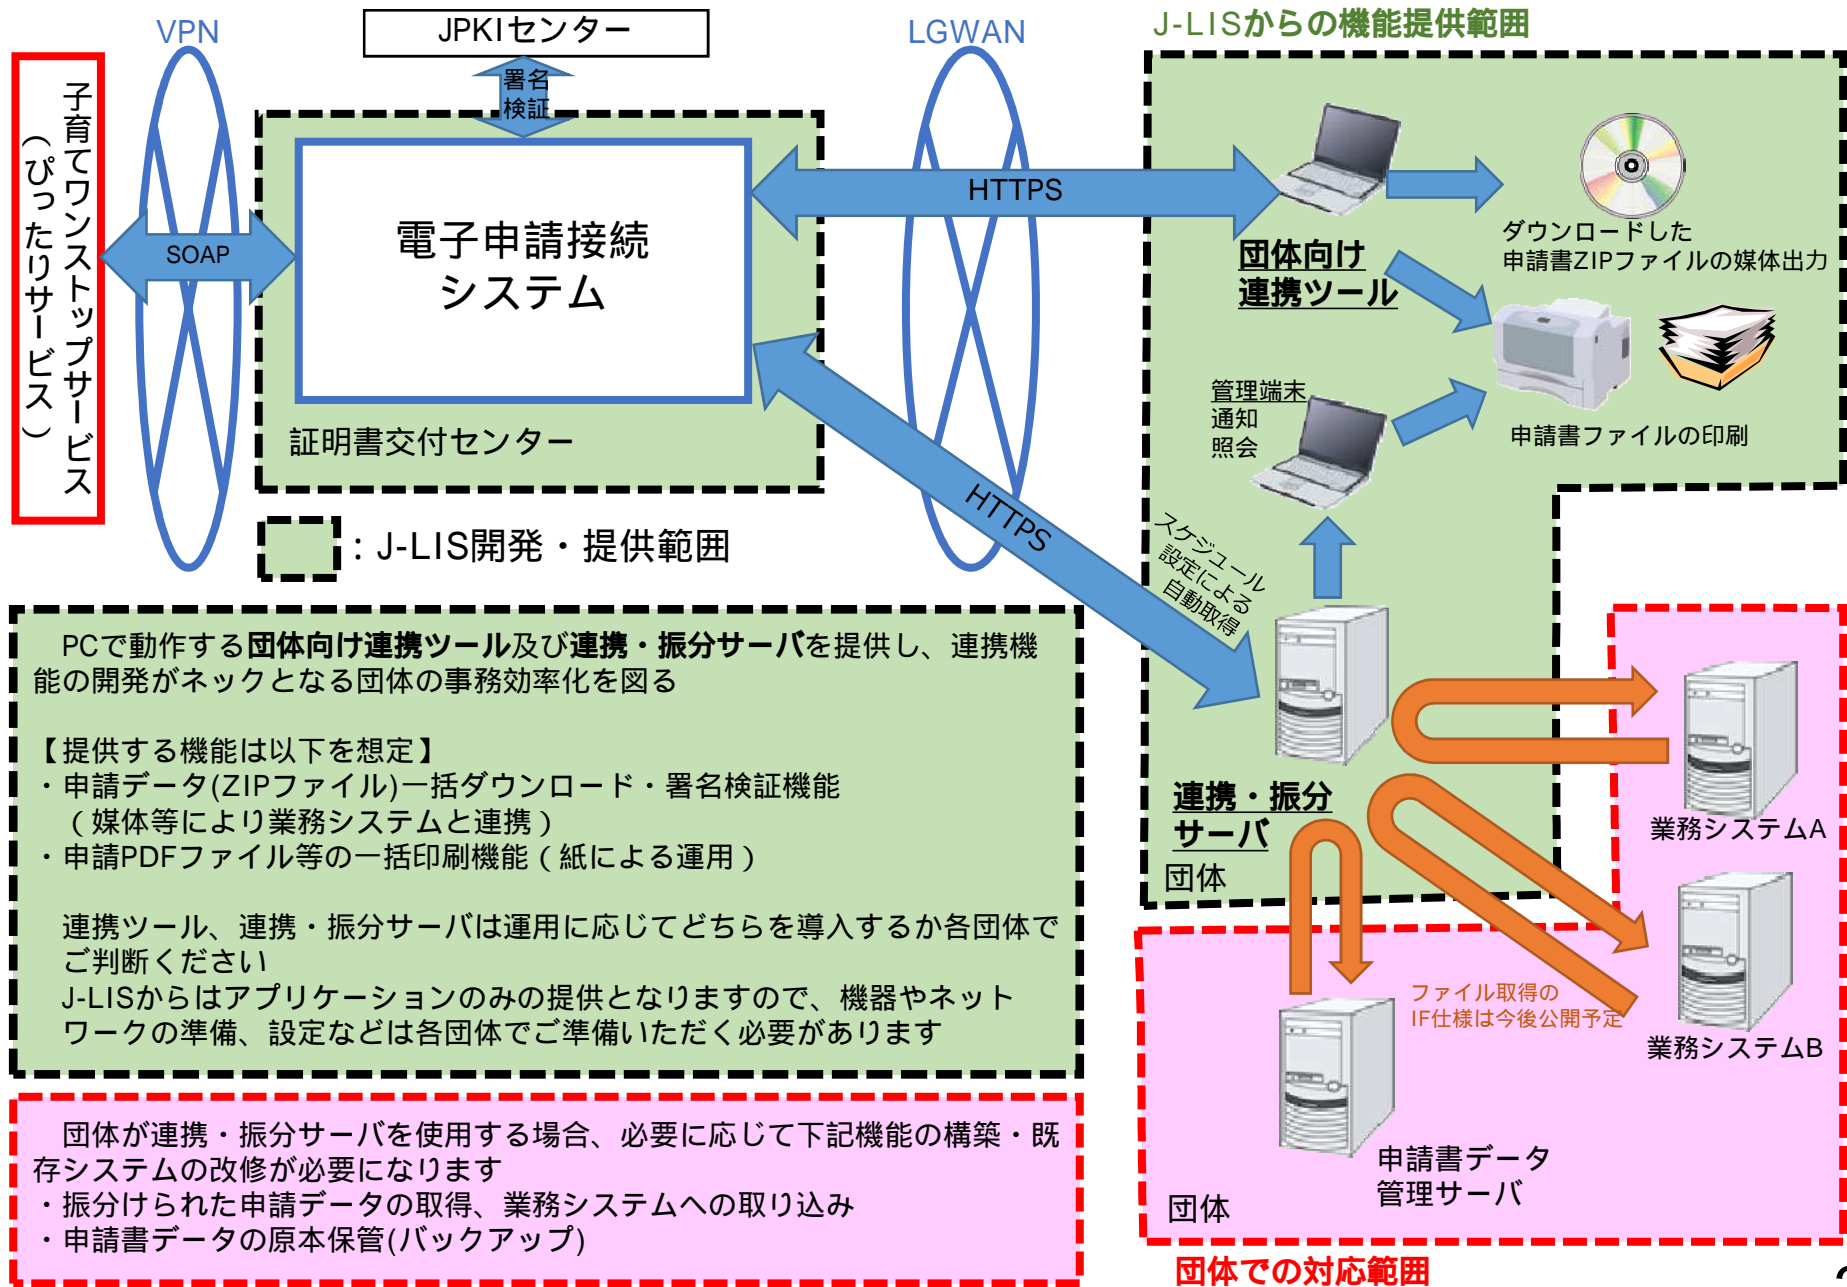 VPN
JPKIセンター
LGWAN
J-LISからの機能提供範囲
署名
検証
子育てワンストップサービス
（ぴったりサービス）
SOAP
電子申請接続
システム
証明書交付センター
HTTPS
HTTPS
団体向け
連携ツール
ダウンロードした
申請書ZIPファイルの媒体出力
管理端末
通知
照会
申請書ファイルの印刷
スケジュール
設定による
自動取得
：J-LIS開発・提供範囲
PCで動作する団体向け連携ツール及び連携・振分サーバを提供し、連携機
能の開発がネックとなる団体の事務効率化を図る
【提供する機能は以下を想定】
・申請データ(ZIPファイル)一括ダウンロード・署名検証機能
（媒体等により業務システムと連携）
・申請PDFファイル等の一括印刷機能（紙による運用）
連携ツール、連携・振分サーバは運用に応じてどちらを導入するか各団体で
ご判断ください
J-LISからはアプリケーションのみの提供となりますので、機器やネット
ワークの準備、設定などは各団体でご準備いただく必要があります
連携・振分
サーバ
団体
業務システムA
業務システムB
ファイル取得の
IF仕様は今後公開予定
申請書データ
管理サーバ
団体
団体での対応範囲
団体が連携・振分サーバを使用する場合、必要に応じて下記機能の構築・既
存システムの改修が必要になります
・振分けられた申請データの取得、業務システムへの取り込み
・申請書データの原本保管(バックアップ)